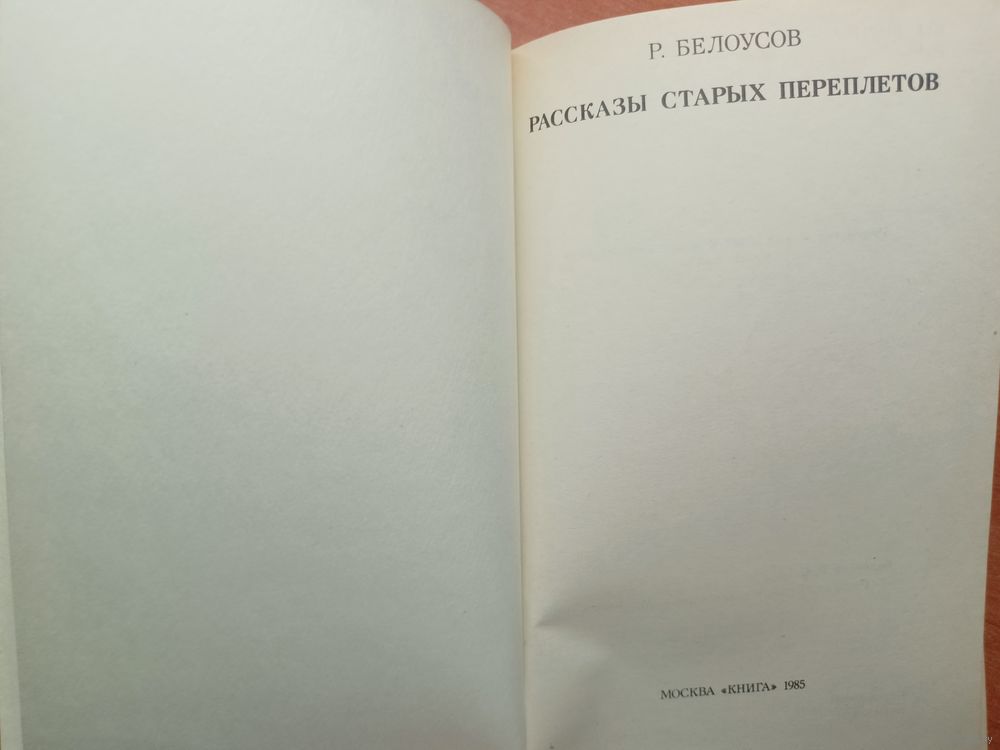 Р. БЕЛОУСОВ
РАССКАЗЫ СТАРЫХ ПЕРЕПЛЕТОВ
МОСКВА «КНИГА» 1985